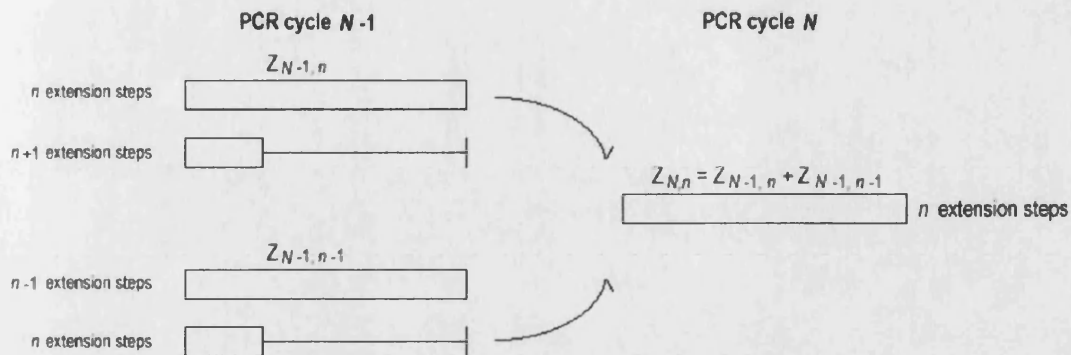 PCR cycle N-1
PCR cycle N
Z N-1, n
n extension steps
n+1 extension steps
Z N,n = Z N-1, n + Z N-1, n-1
n extension steps
Z N-1, n-1
n-1 extension steps
n extension steps